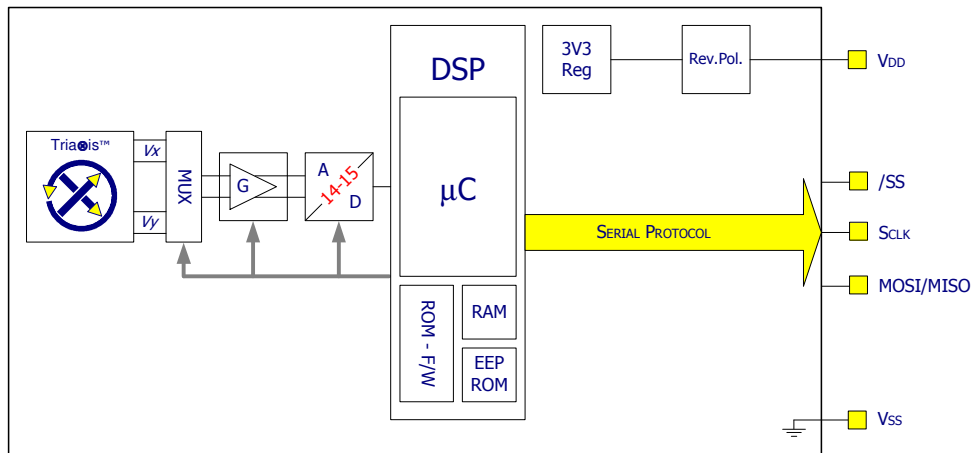 Triaxis™
Vx
Vy
MUX
G
A
14-15
D
DSP
µC
ROM - F/W
RAM
EEP
ROM
3V3
Reg
Rev.Pol.
SERIAL PROTOCOL
VDD
/SS
SCLK
MOSI/MISO
VSS